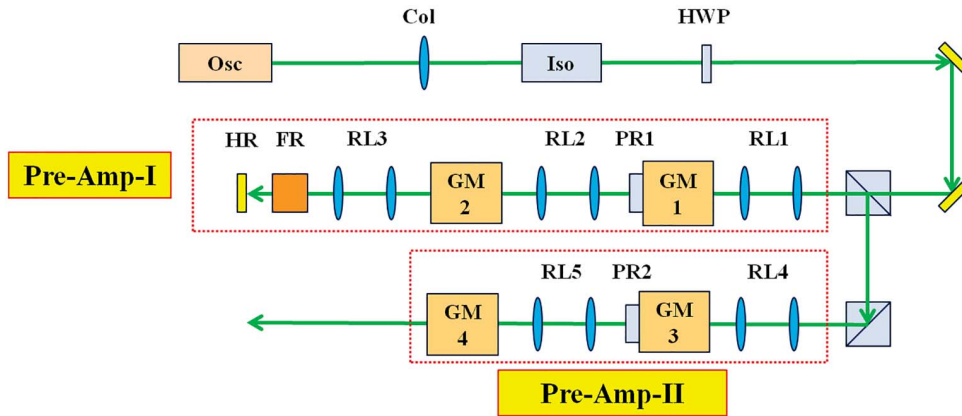 Col
HWP
Osc
Iso
HR
FR
RL3
RL2
PR1
RL1
Pre-Amp-I
GM
2
GM
1
RL5
PR2
RL4
GM
4
GM
3
Pre-Amp-II